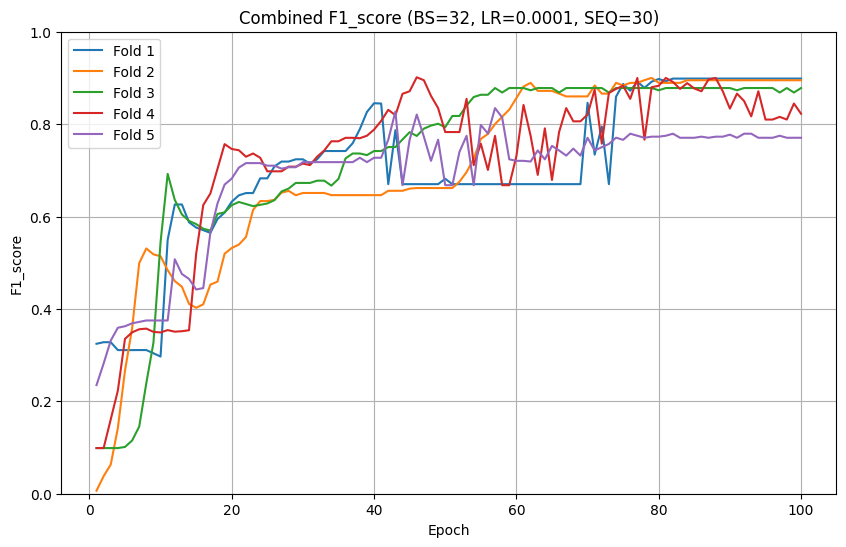 Combined F1_score (BS=32, LR=0.0001, SEQ=30)
Fold 1
Fold 2
Fold 3
Fold 4
Fold 5
1.0
0.8
0.6
0.4
0.2
0.0
F1_score
0 20 40 60 80 100
Epoch